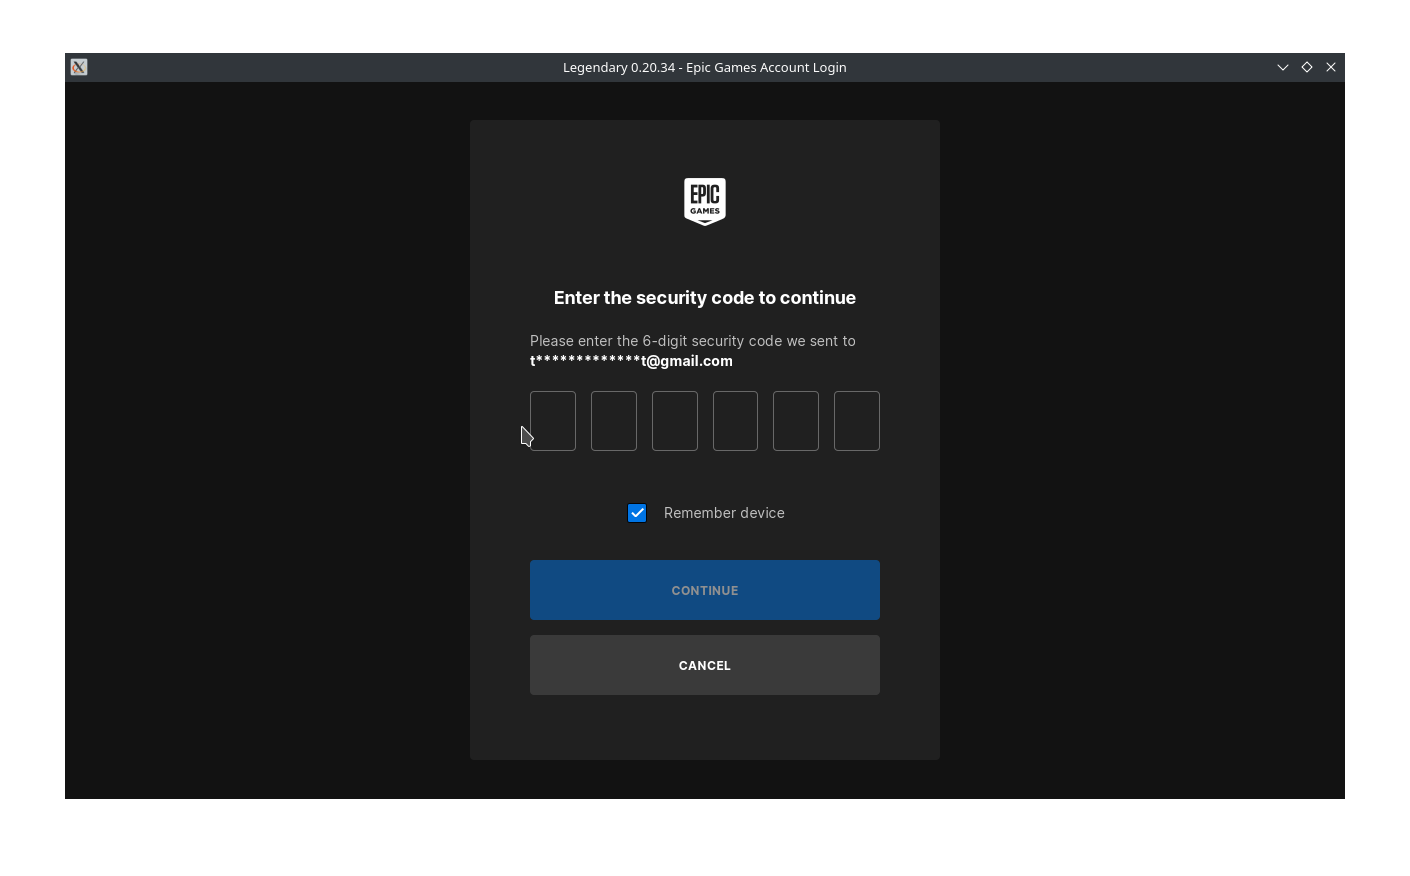 Legendary 0.20.34 - Epic Games Account Login
EPIC
GAMES
Enter the security code to continue
Please enter the 6-digit security code we sent to
t*************t@gmail.com
Remember device
CONTINUE
CANCEL